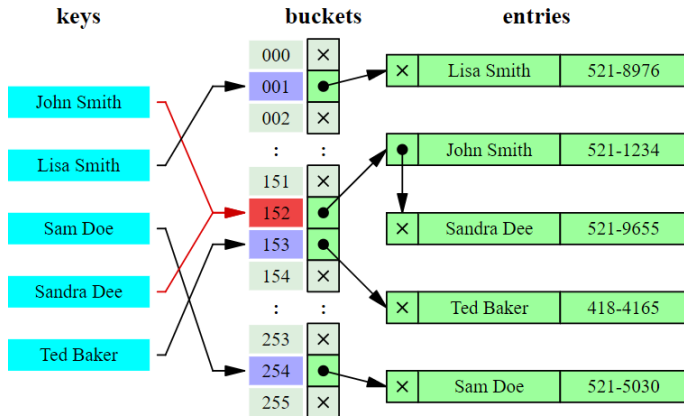 keys
buckets
entries
John Smith
Lisa Smith
Sam Doe
Sandra Dee
Ted Baker
000 ×
001
002 ×
: :
151 ×
152
153
154 ×
: :
253 ×
254
255 ×
× Lisa Smith 521-8976
John Smith 521-1234
× Sandra Dee 521-9655
× Ted Baker 418-4165
× Sam Doe 521-5030